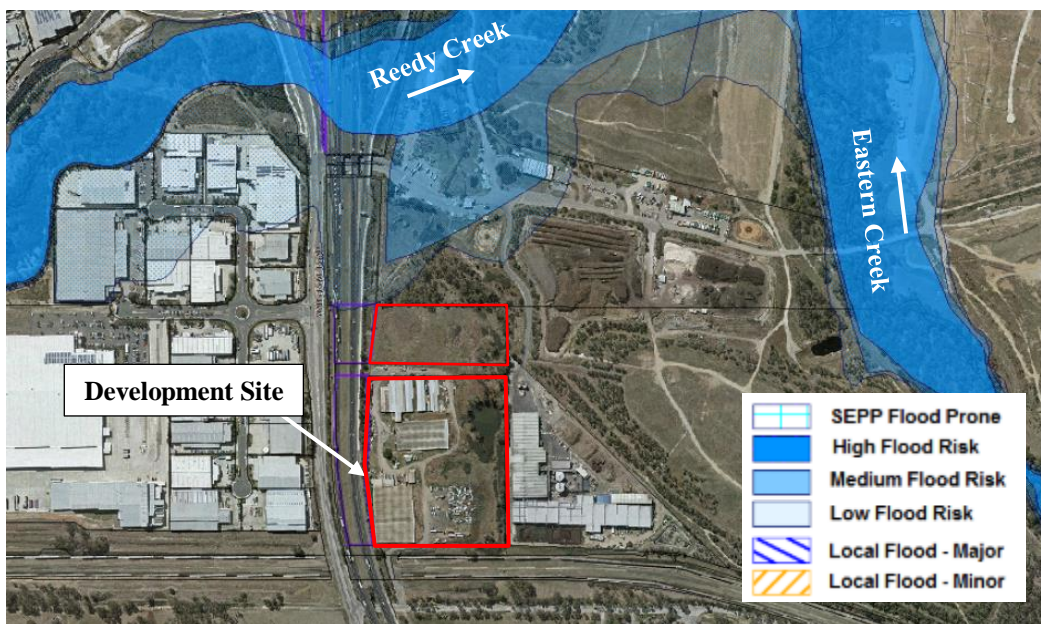 Reedy Creek
Eastern Creek
Development Site
SEPP Flood Prone
High Flood Risk
Medium Flood Risk
Low Flood Risk
Local Flood - Major
Local Flood - Minor